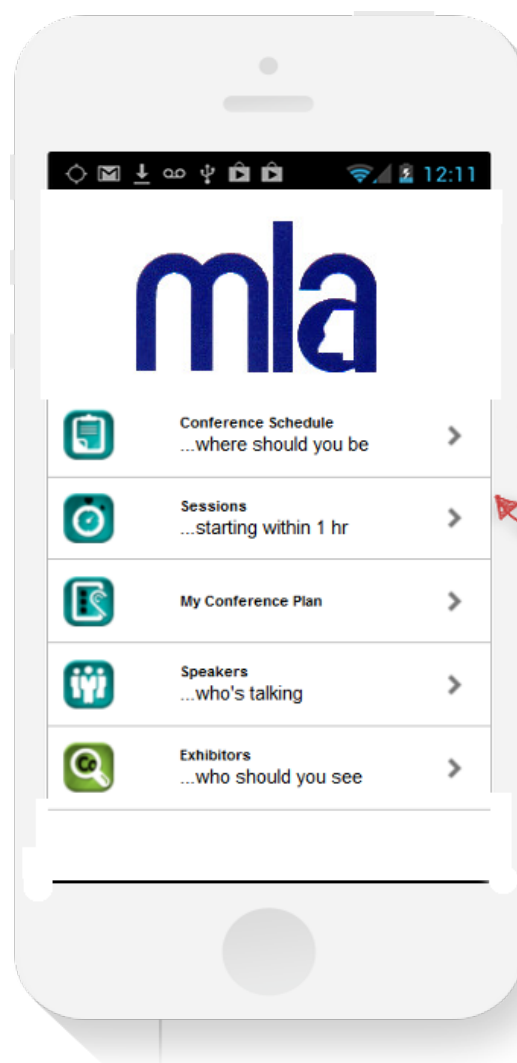 12:11
mla
Conference Schedule
...where should you be
Sessions
...starting within 1 hr
My Conference Plan
Speakers
...who's talking
Exhibitors
...who should you see